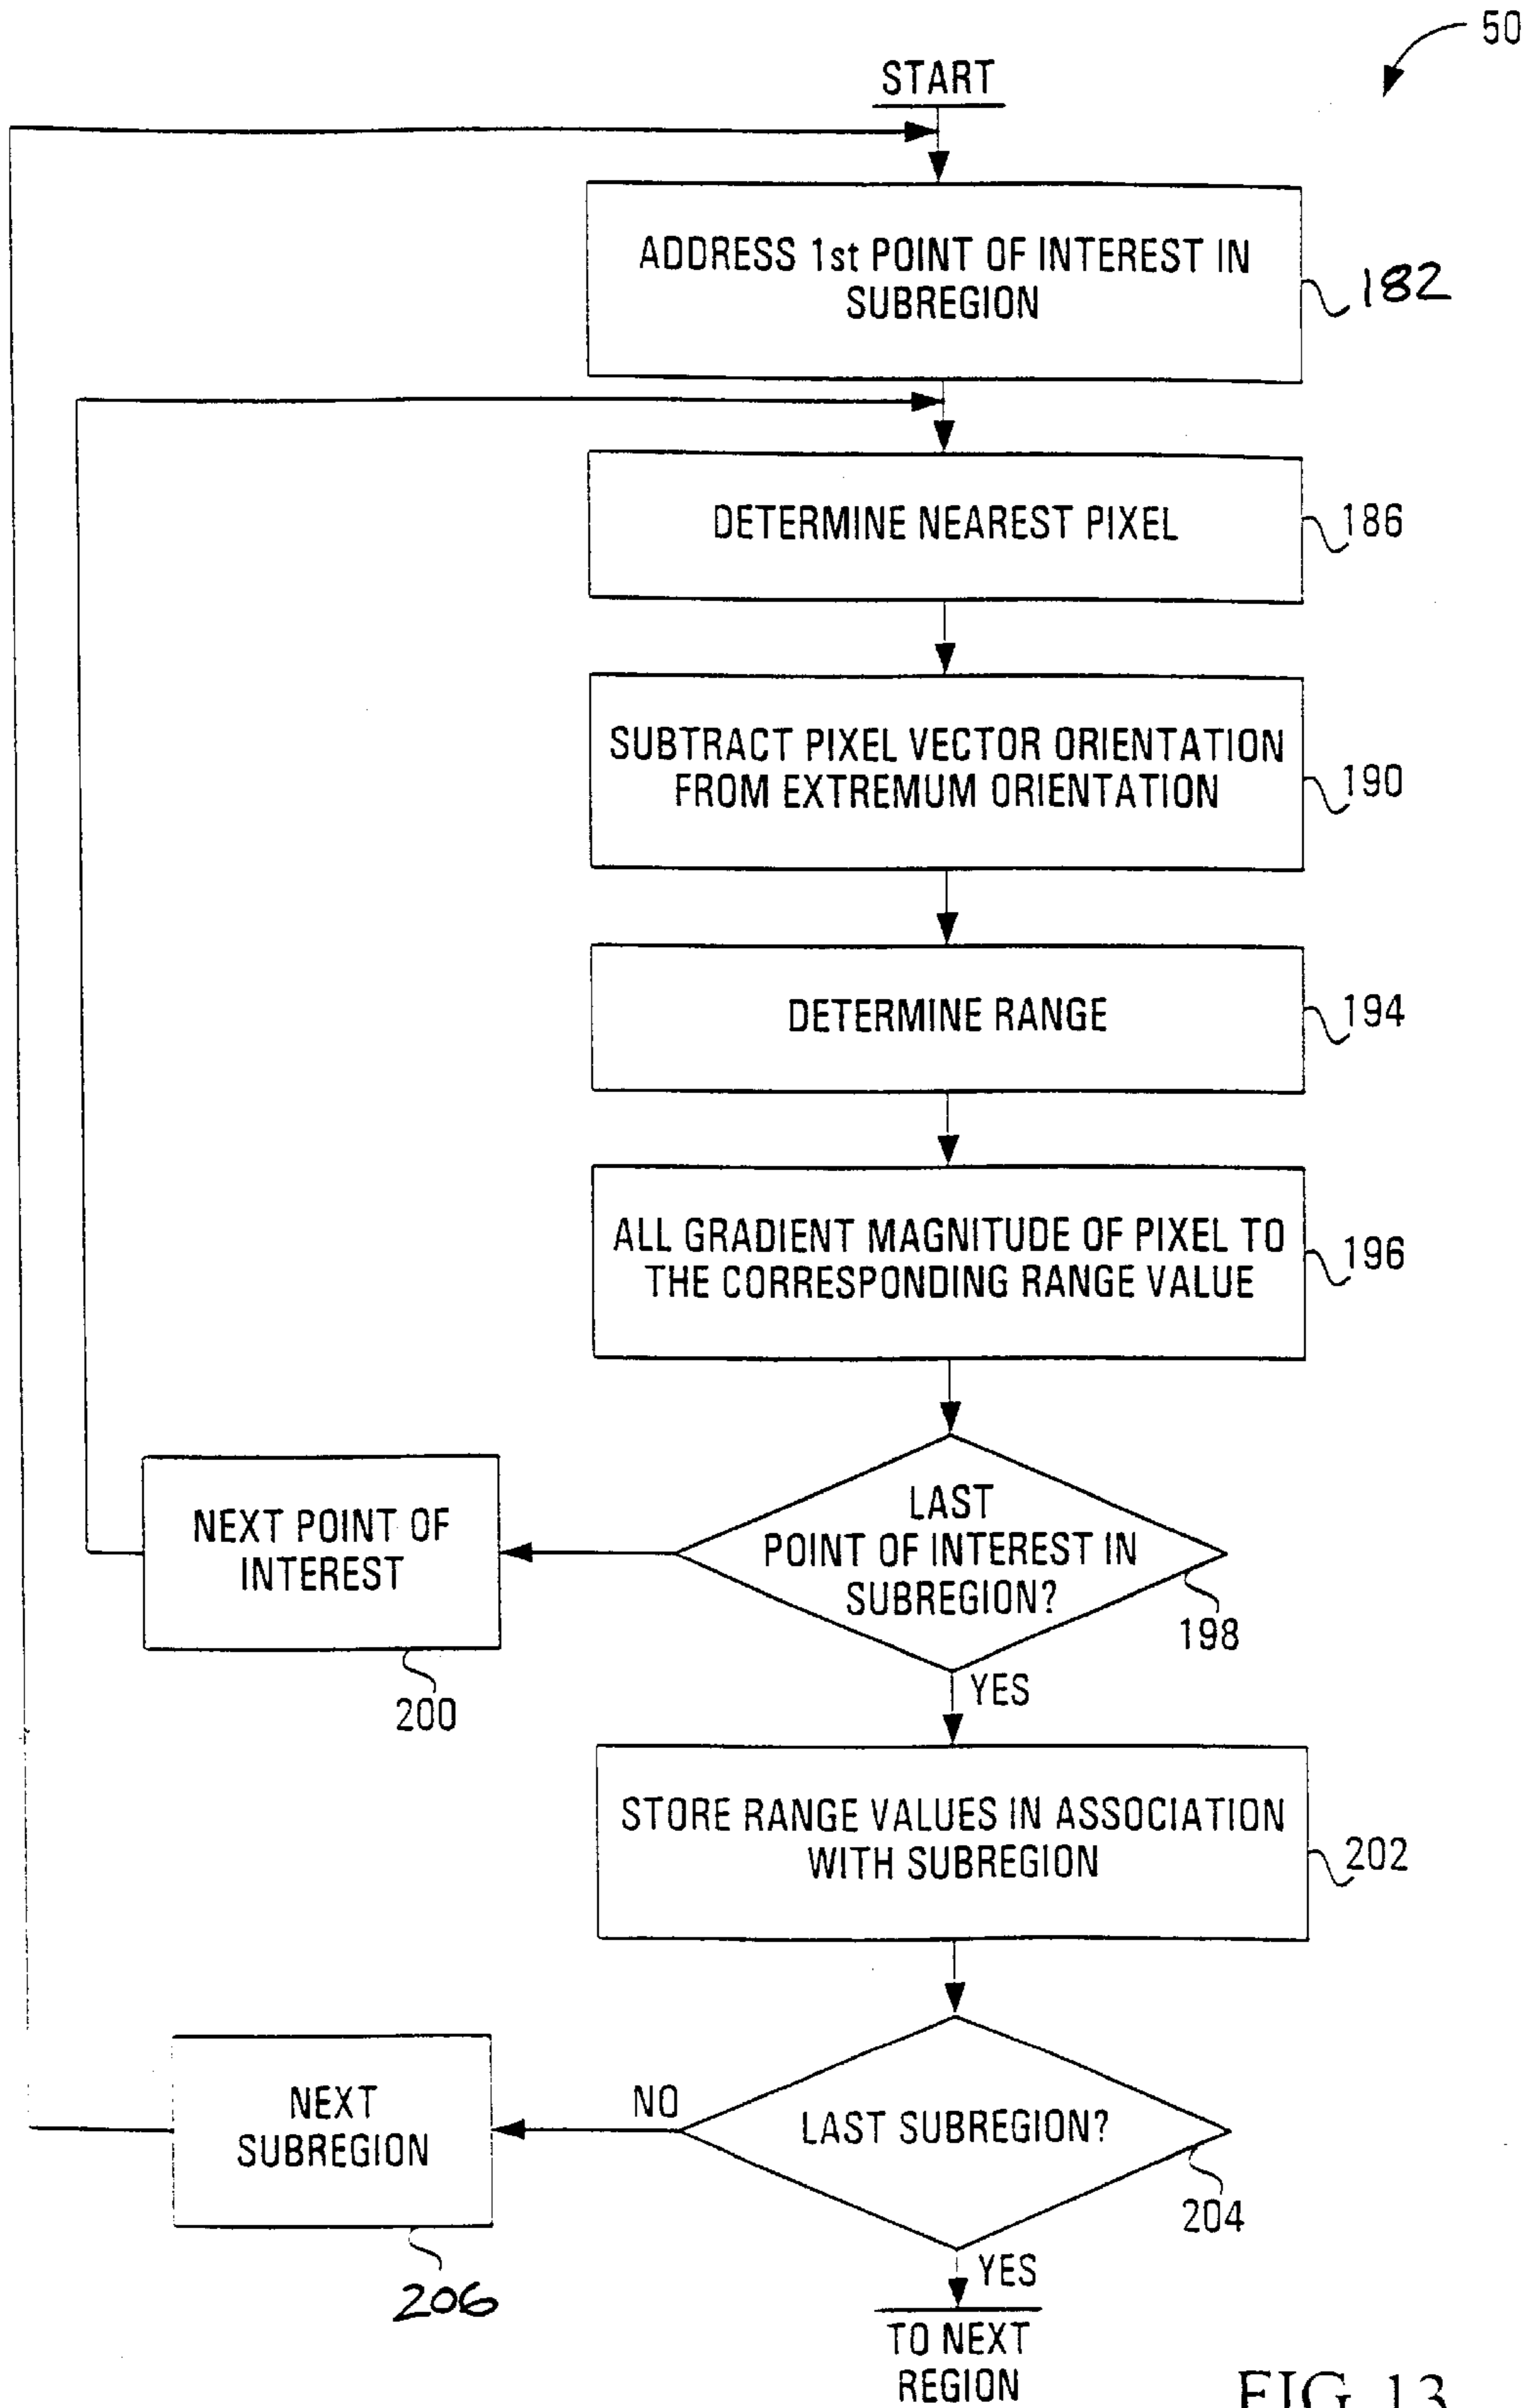 50
START
ADDRESS 1st POINT OF INTEREST IN
SUBREGION
182
DETERMINE NEAREST PIXEL
186
SUBTRACT PIXEL VECTOR ORIENTATION
FROM EXTREMUM ORIENTATION
190
DETERMINE RANGE
194
ALL GRADIENT MAGNITUDE OF PIXEL TO
THE CORRESPONDING RANGE VALUE
196
LAST
POINT OF INTEREST IN
SUBREGION?
198
NEXT POINT OF
INTEREST
200
YES
STORE RANGE VALUES IN ASSOCIATION
WITH SUBREGION
202
LAST SUBREGION?
204
NO
NEXT
SUBREGION
206
YES
TO NEXT
REGION
FIG. 13